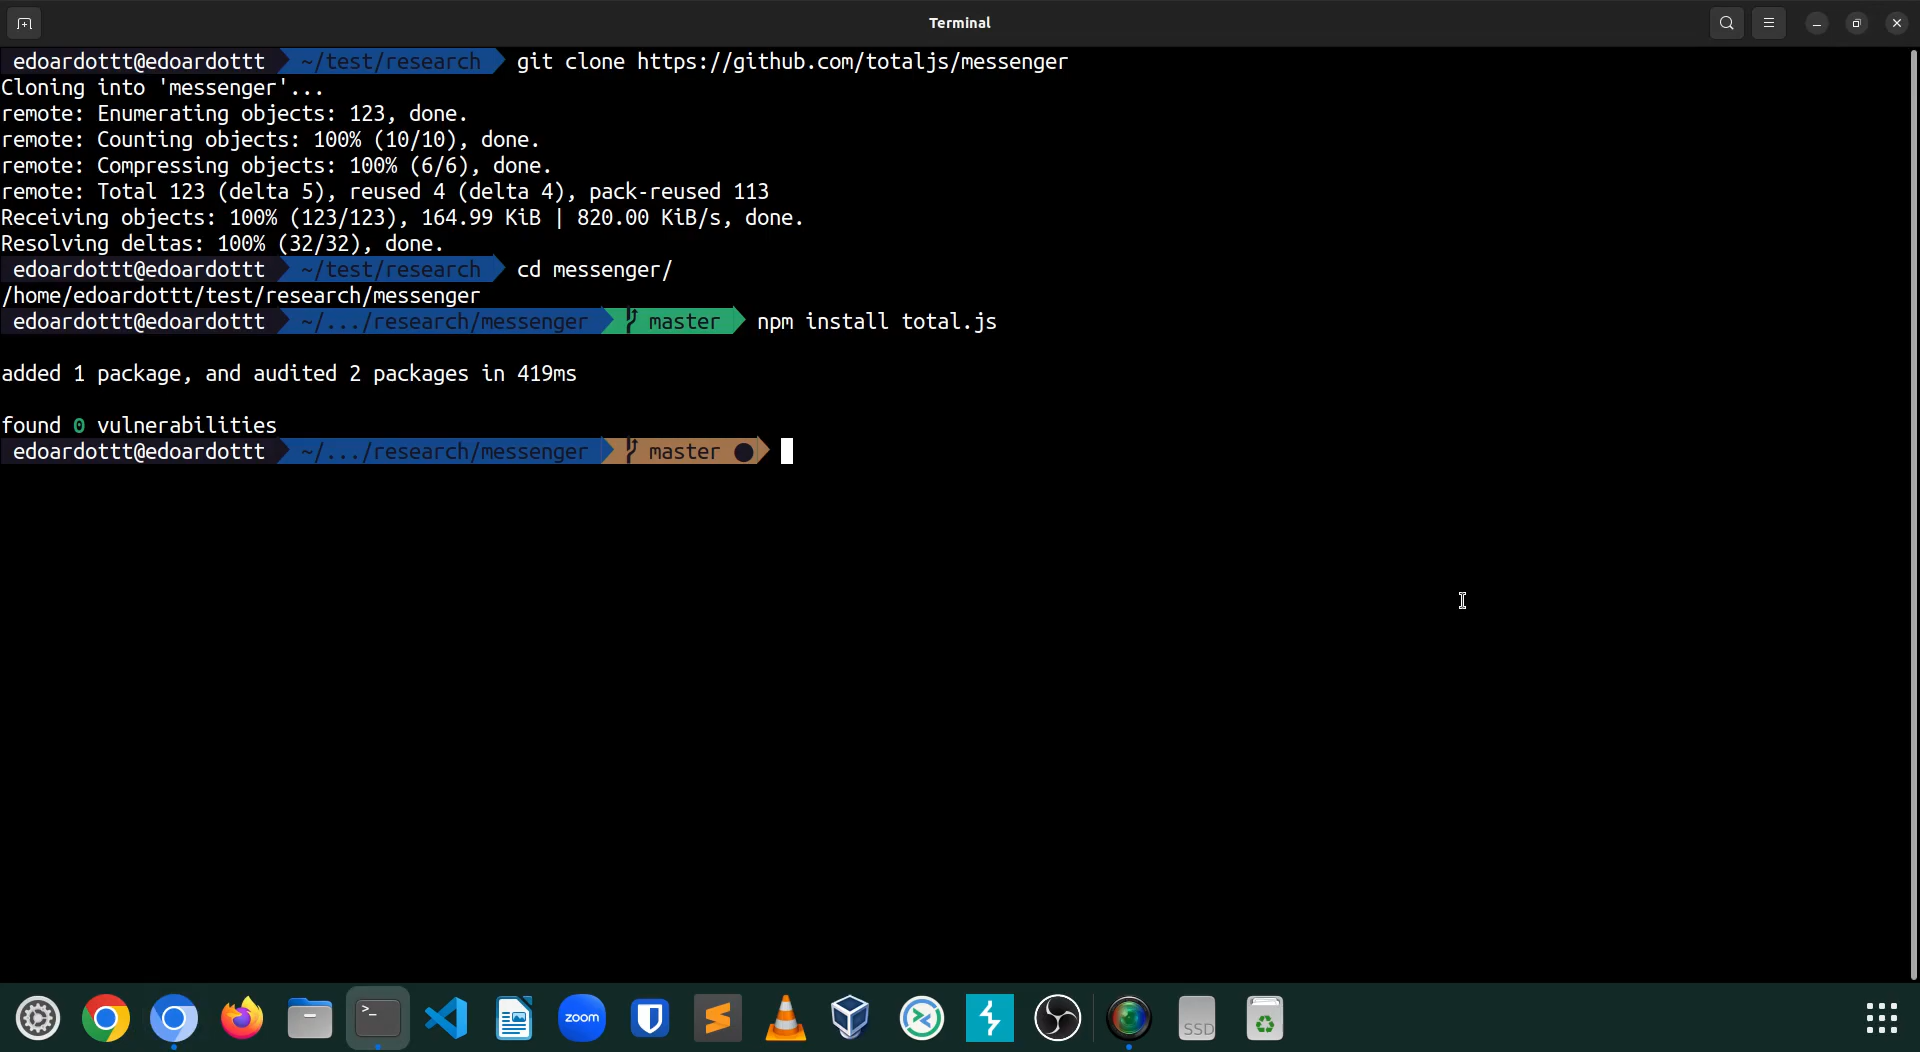 Terminal
edoardottt@edoardottt ~/test/research git clone https://github.com/totaljs/messenger
Cloning into 'messenger'...
remote: Enumerating objects: 123, done.
remote: Counting objects: 100% (10/10), done.
remote: Compressing objects: 100% (6/6), done.
remote: Total 123 (delta 5), reused 4 (delta 4), pack-reused 113
Receiving objects: 100% (123/123), 164.99 KiB | 820.00 KiB/s, done.
Resolving deltas: 100% (32/32), done.
edoardottt@edoardottt ~/test/research cd messenger/
/home/edoardottt/test/research/messenger
edoardottt@edoardottt ~/.../research/messenger master npm install total.js
added 1 package, and audited 2 packages in 419ms
found 0 vulnerabilities
edoardottt@edoardottt ~/.../research/messenger master ●
>_ zoom SSD